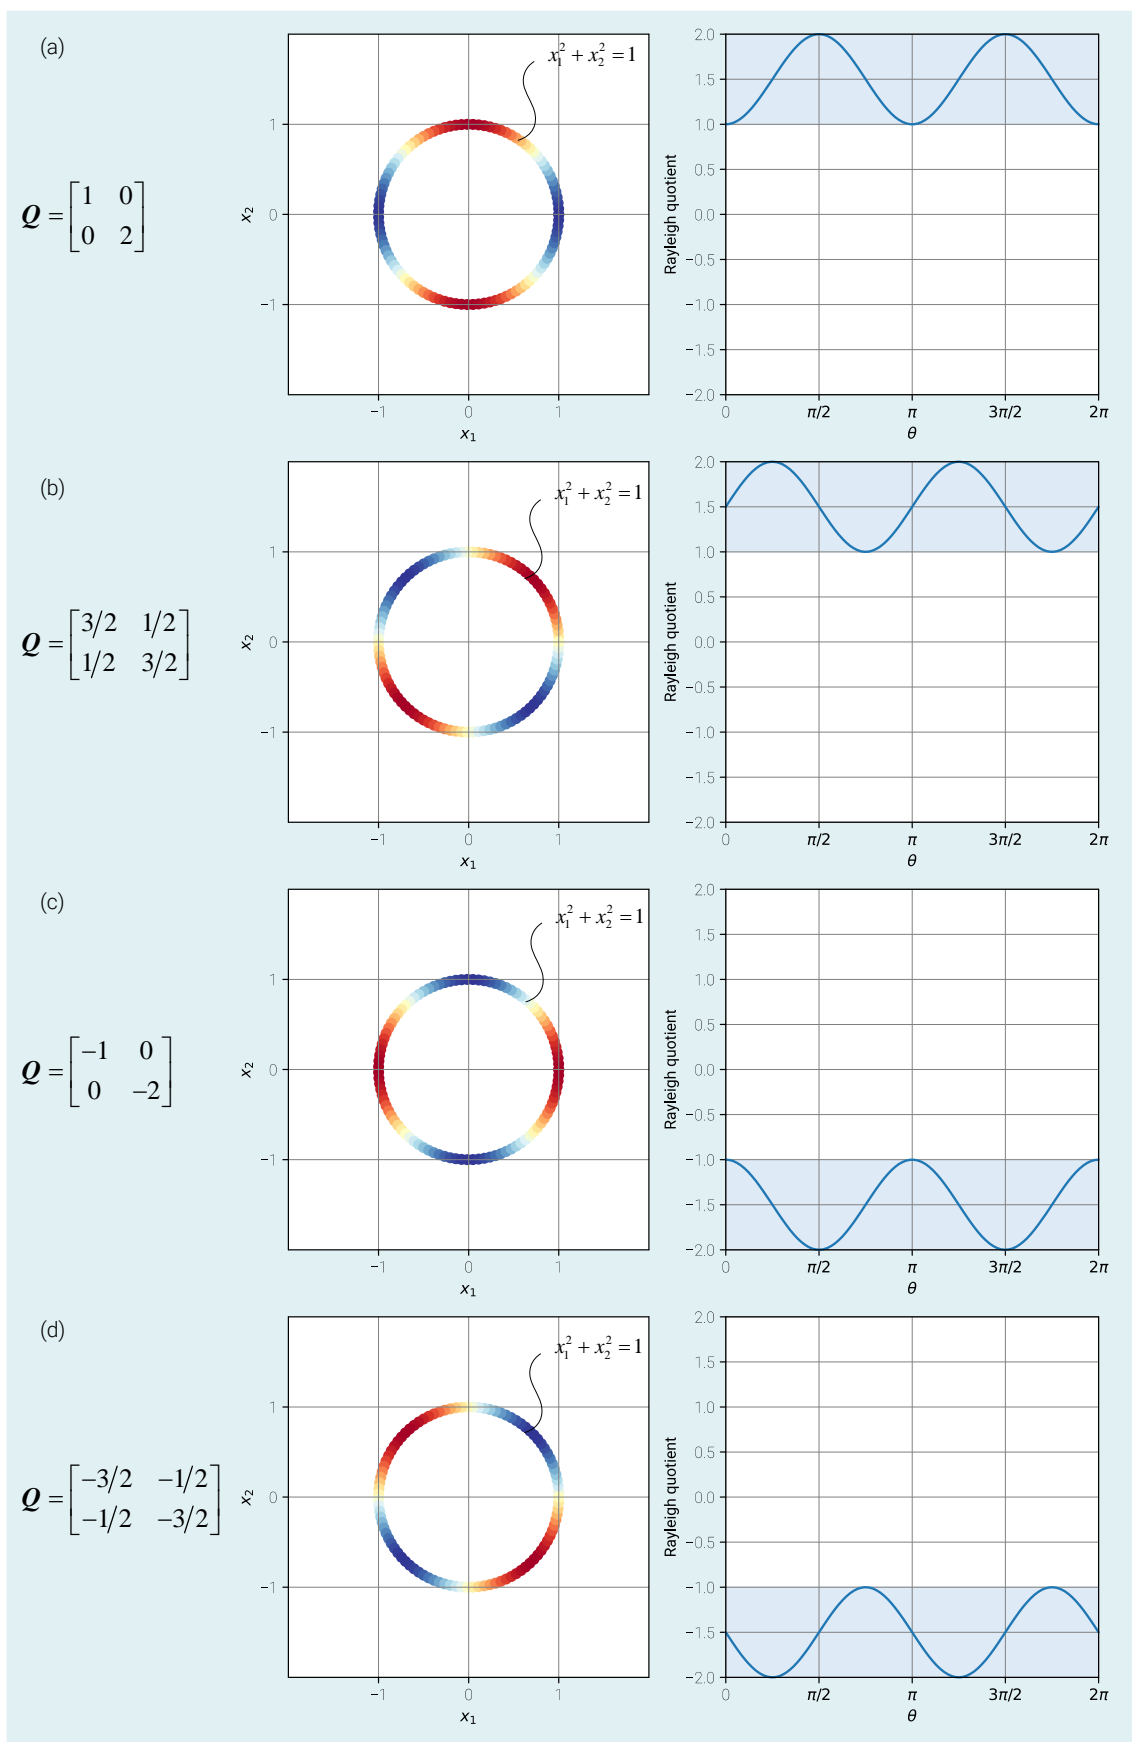 (a)
Q = [1 0
0 2]
x₁² + x₂² = 1
1
0
−1
x₂
−1 0 1
x₁
2.0
1.5
1.0
0.5
0.0
−0.5
−1.0
−1.5
−2.0
Rayleigh quotient
0 π/2 π 3π/2 2π
θ
(b)
Q = [3/2 1/2
1/2 3/2]
x₁² + x₂² = 1
1
0
−1
x₂
−1 0 1
x₁
2.0
1.5
1.0
0.5
0.0
−0.5
−1.0
−1.5
−2.0
Rayleigh quotient
0 π/2 π 3π/2 2π
θ
(c)
Q = [−1 0
0 −2]
x₁² + x₂² = 1
1
0
−1
x₂
−1 0 1
x₁
2.0
1.5
1.0
0.5
0.0
−0.5
−1.0
−1.5
−2.0
Rayleigh quotient
0 π/2 π 3π/2 2π
θ
(d)
Q = [−3/2 −1/2
−1/2 −3/2]
x₁² + x₂² = 1
1
0
−1
x₂
−1 0 1
x₁
2.0
1.5
1.0
0.5
0.0
−0.5
−1.0
−1.5
−2.0
Rayleigh quotient
0 π/2 π 3π/2 2π
θ